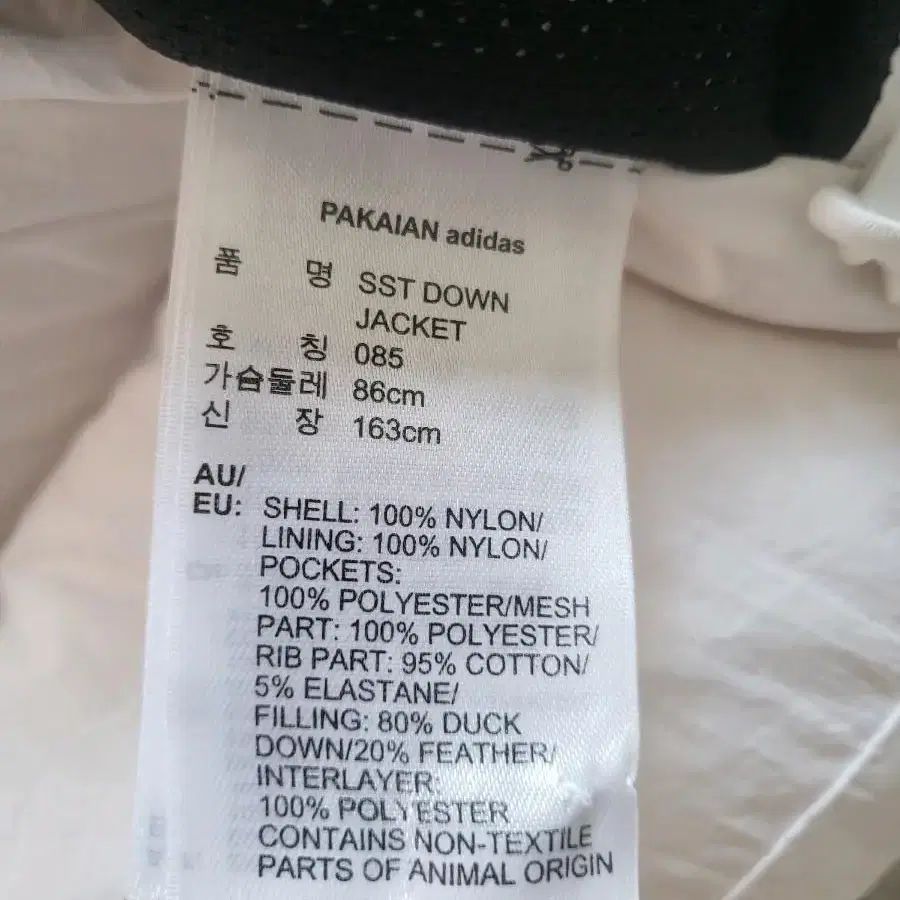 PAKAIAN adidas
품 명 SST DOWN
JACKET
호 칭 085
가슴둘레 86cm
신 장 163cm
AU/
EU: SHELL: 100% NYLON/
LINING: 100% NYLON/
POCKETS:
100% POLYESTER/MESH
PART: 100% POLYESTER/
RIB PART: 95% COTTON/
5% ELASTANE/
FILLING: 80% DUCK
DOWN/20% FEATHER/
INTERLAYER:
100% POLYESTER
CONTAINS NON-TEXTILE
PARTS OF ANIMAL ORIGIN